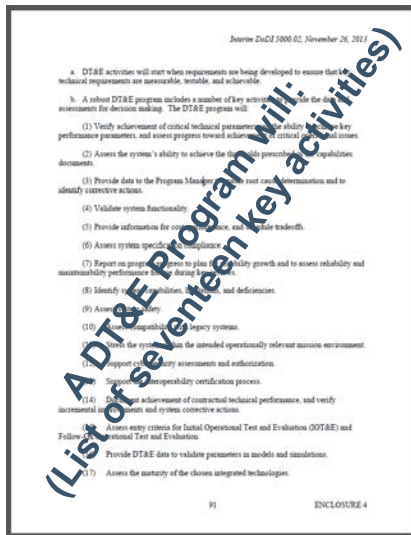 Interim DoDI 5000.02, November 26, 2013
a. DT&E activities will start when requirements are being developed to ensure that key
technical requirements are measurable, testable, and achievable.
b. A robust DT&E program includes a number of key activities to provide the data and
assessments for decision making. The DT&E program will:
(1) Verify achievement of critical technical parameters and the ability to achieve key
performance parameters, and assess progress toward achievement of critical operational issues.
(2) Assess the system's ability to achieve the thresholds prescribed in the capabilities
documents.
(3) Provide data to the Program Manager to enable root cause determination and to
identify corrective actions.
(4) Validate system functionality.
(5) Provide information for cost, performance, and schedule tradeoffs.
(6) Assess system specification compliance.
(7) Report on program progress to plan for reliability growth and to assess reliability and
maintainability performance for use during key
(8) Identify system capabilities, limitations, and deficiencies.
(9) Assess system safety.
(10) Assess compatibility with legacy systems.
Stress the system within the intended operationally relevant mission environment.
(12) Support cybersecurity assessments and authorization.
Support the interoperability certification process.
(14) Document achievement of contractual technical performance, and verify
incremental improvements and system corrective actions.
Assess entry criteria for Initial Operational Test and Evaluation (IOT&E) and
Follow-On Operational Test and Evaluation.
Provide DT&E data to validate parameters in models and simulations.
(17) Assess the maturity of the chosen integrated technologies.
91 ENCLOSURE 4
A DT&E Program will:
(List of seventeen key activities)